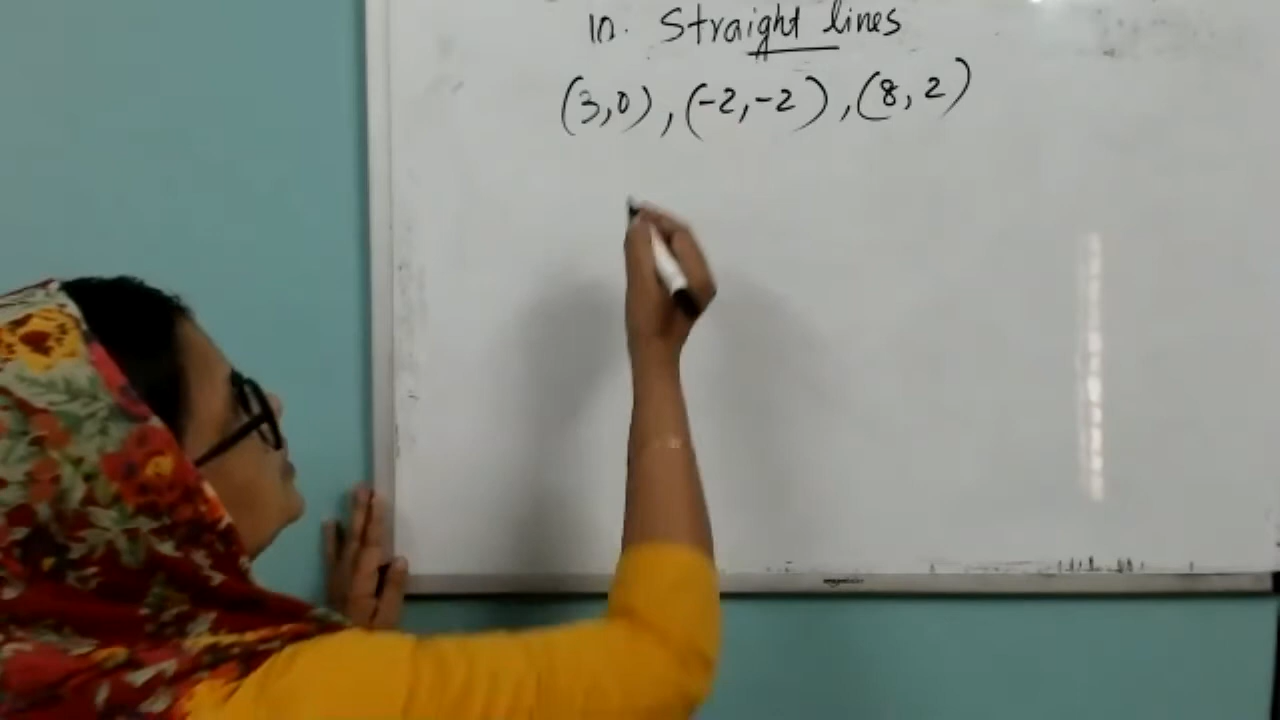 10. Straight lines
(3,0), (-2,-2), (8,2)